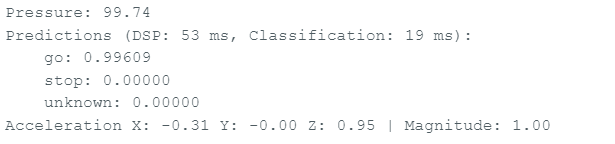 Pressure: 99.74
Predictions (DSP: 53 ms, Classification: 19 ms):
go: 0.99609
stop: 0.00000
unknown: 0.00000
Acceleration X: -0.31 Y: -0.00 Z: 0.95 | Magnitude: 1.00